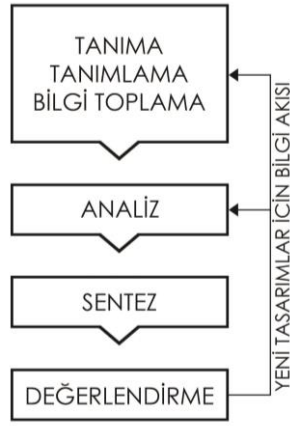 TANIMA
TANIMLAMA
BİLGİ TOPLAMA
ANALİZ
SENTEZ
DEĞERLENDİRME
YENİ TASARIMLAR İÇİN BİLGİ AKISI